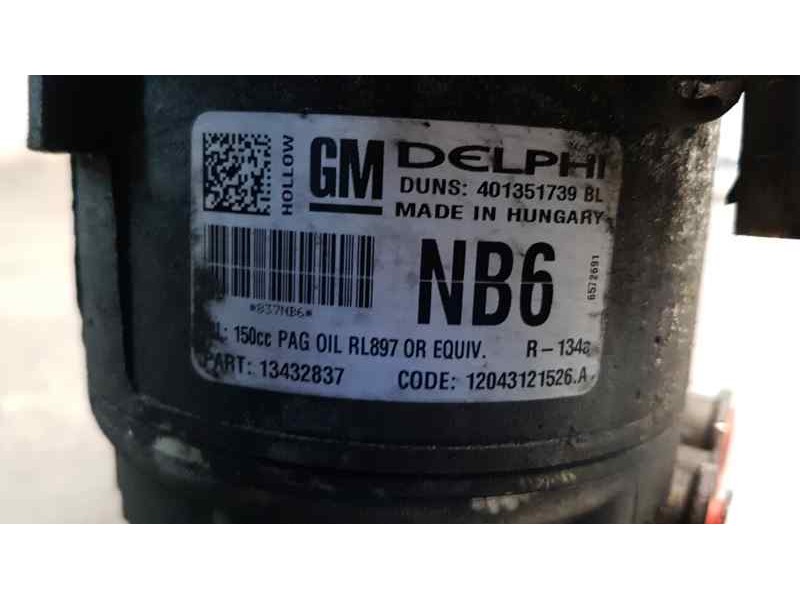 HOLLOW
GM DELPHI
DUNS: 401351739 BL
MADE IN HUNGARY
*837NB6*
NB6
6572691
150cc PAG OIL RL897 OR EQUIV. R-134a
PART: 13432837 CODE: 12043121526.A